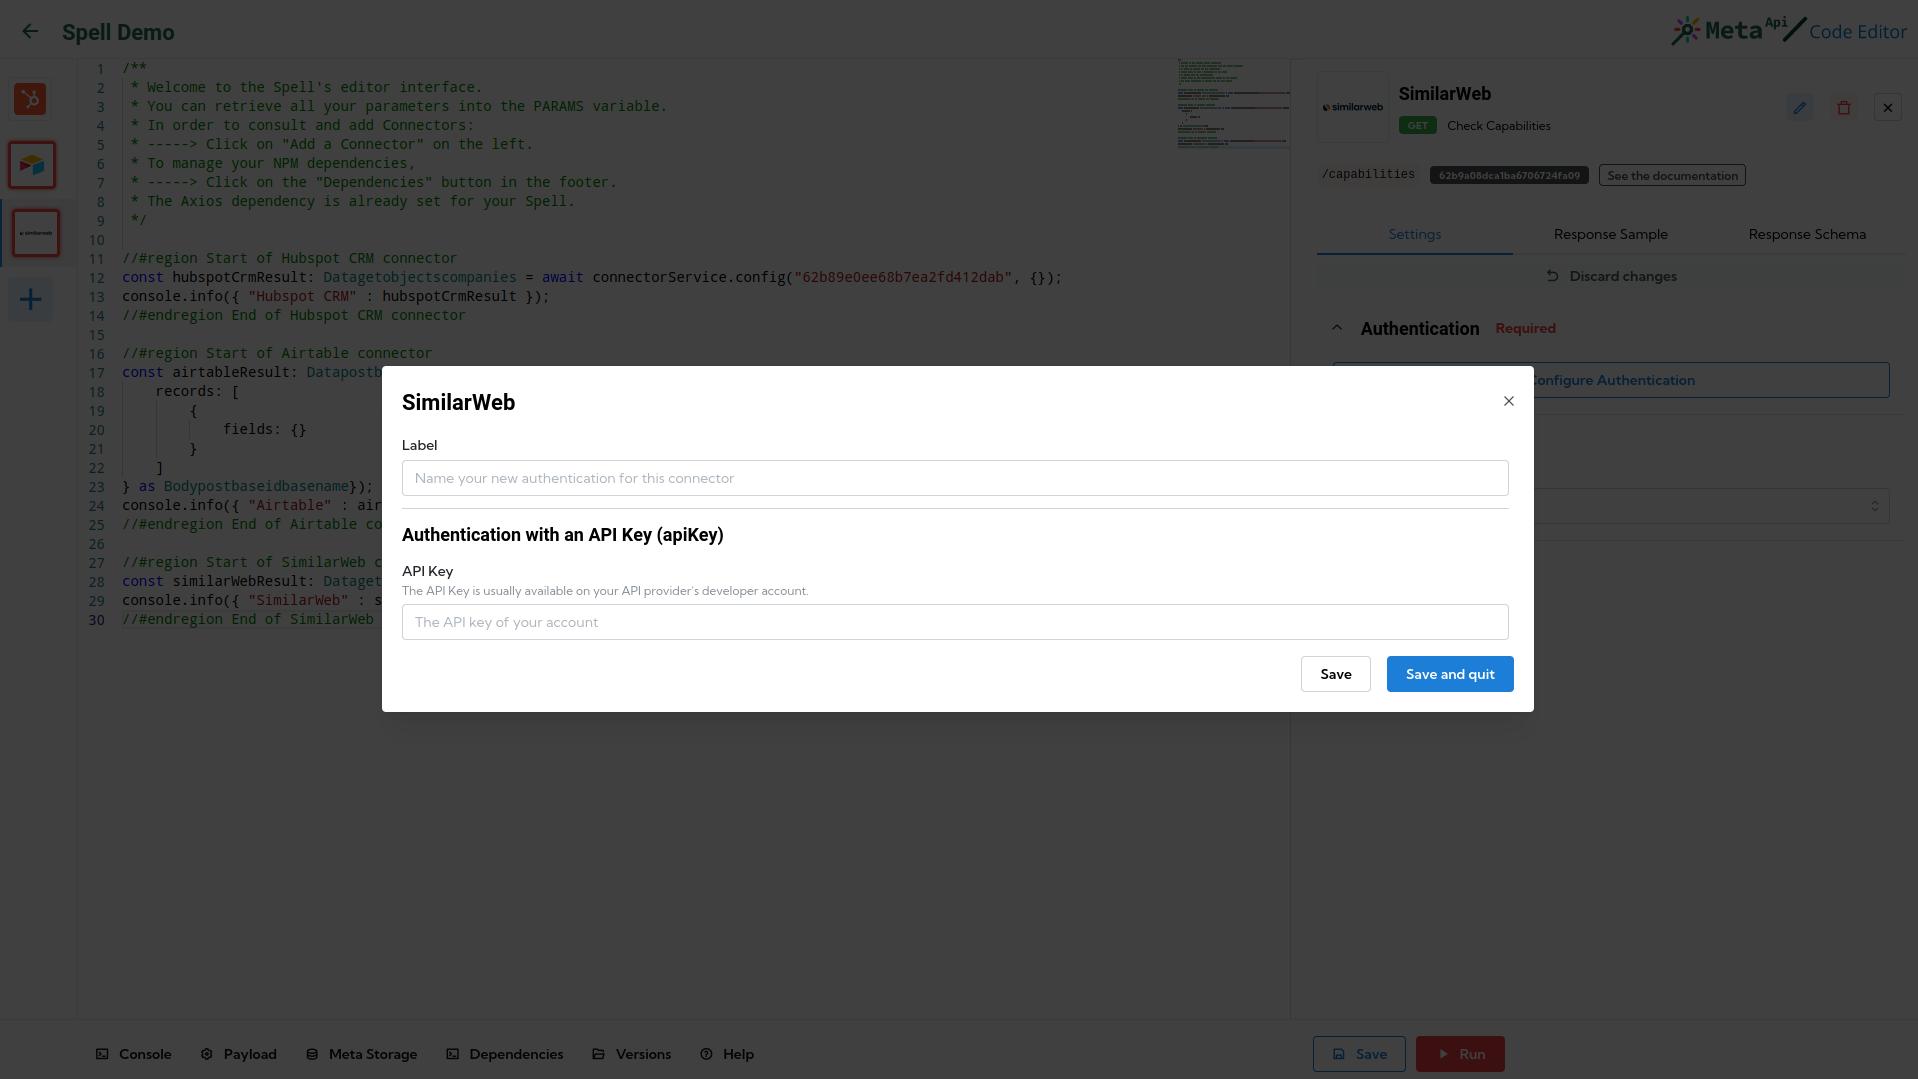 Spell Demo
Meta Api Code Editor
1 /**
2 * Welcome to the Spell's editor interface.
3 * You can retrieve all your parameters into the PARAMS variable.
4 * In order to consult and add Connectors:
5 * -----> Click on "Add a Connector" on the left.
6 * To manage your NPM dependencies,
7 * -----> Click on the "Dependencies" button in the footer.
8 * The Axios dependency is already set for your Spell.
9 */
10
11 //#region Start of Hubspot CRM connector
12 const hubspotCrmResult: Datagetobjectscompanies = await connectorService.config("62b89e0ee68b7ea2fd412dab", {});
13 console.info({ "Hubspot CRM" : hubspotCrmResult });
14 //#endregion End of Hubspot CRM connector
15
16 //#region Start of Airtable connector
17 const airtableResult: Datapostb
18 records: [
19 {
20 fields: {}
21 }
22 ]
23 } as Bodypostbaseidbasename});
24 console.info({ "Airtable" : air
25 //#endregion End of Airtable co
26
27 //#region Start of SimilarWeb c
28 const similarWebResult: Dataget
29 console.info({ "SimilarWeb" : s
30 //#endregion End of SimilarWeb
similarweb
similarweb
SimilarWeb
GET Check Capabilities
/capabilities 62b9a08dca1ba6706724fa09 See the documentation
Settings Response Sample Response Schema
Discard changes
Authentication Required
onfigure Authentication
SimilarWeb
Label
Name your new authentication for this connector
Authentication with an API Key (apiKey)
API Key
The API Key is usually available on your API provider's developer account.
The API key of your account
Save Save and quit
Console Payload Meta Storage Dependencies Versions Help
Save Run